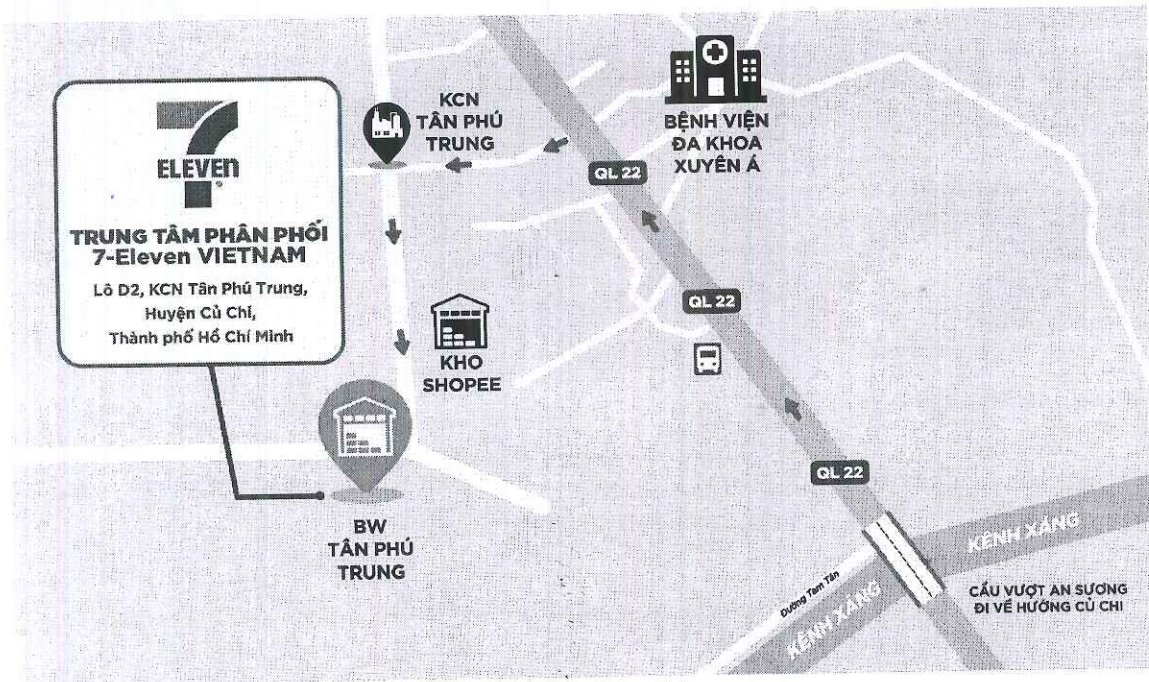 7
ELEVEn
®
TRUNG TÂM PHÂN PHỐI
7-Eleven VIETNAM
Lô D2, KCN Tân Phú Trung,
Huyện Củ Chi,
Thành phố Hồ Chí Minh
KCN
TÂN PHÚ
TRUNG
BỆNH VIỆN
ĐA KHOA
XUYÊN Á
QL 22
QL 22
KHO
SHOPEE
QL 22
BW
TÂN PHÚ
TRUNG
KÊNH XÁNG
Đường Tam Tân
KÊNH XÁNG
CẦU VƯỢT AN SƯƠNG
ĐI VỀ HƯỚNG CỦ CHI